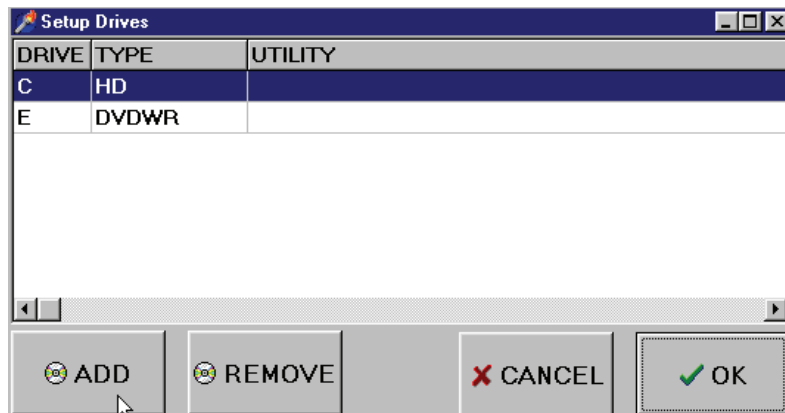 Setup Drives
DRIVE TYPE UTILITY
C HD
E DVDWR
ADD REMOVE CANCEL OK